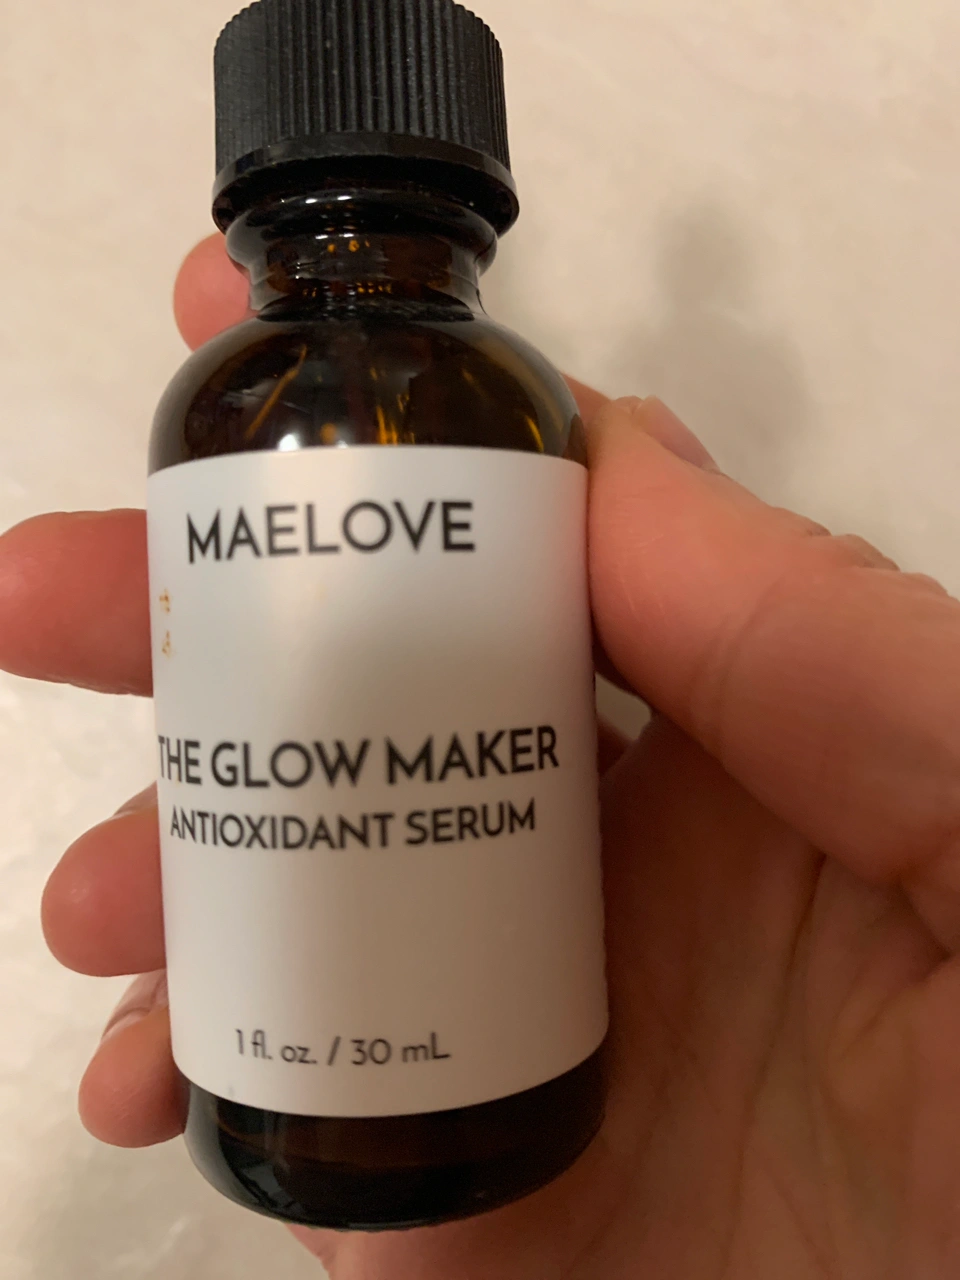 MAELOVE
THE GLOW MAKER
ANTIOXIDANT SERUM
1 fl. oz. / 30 mL